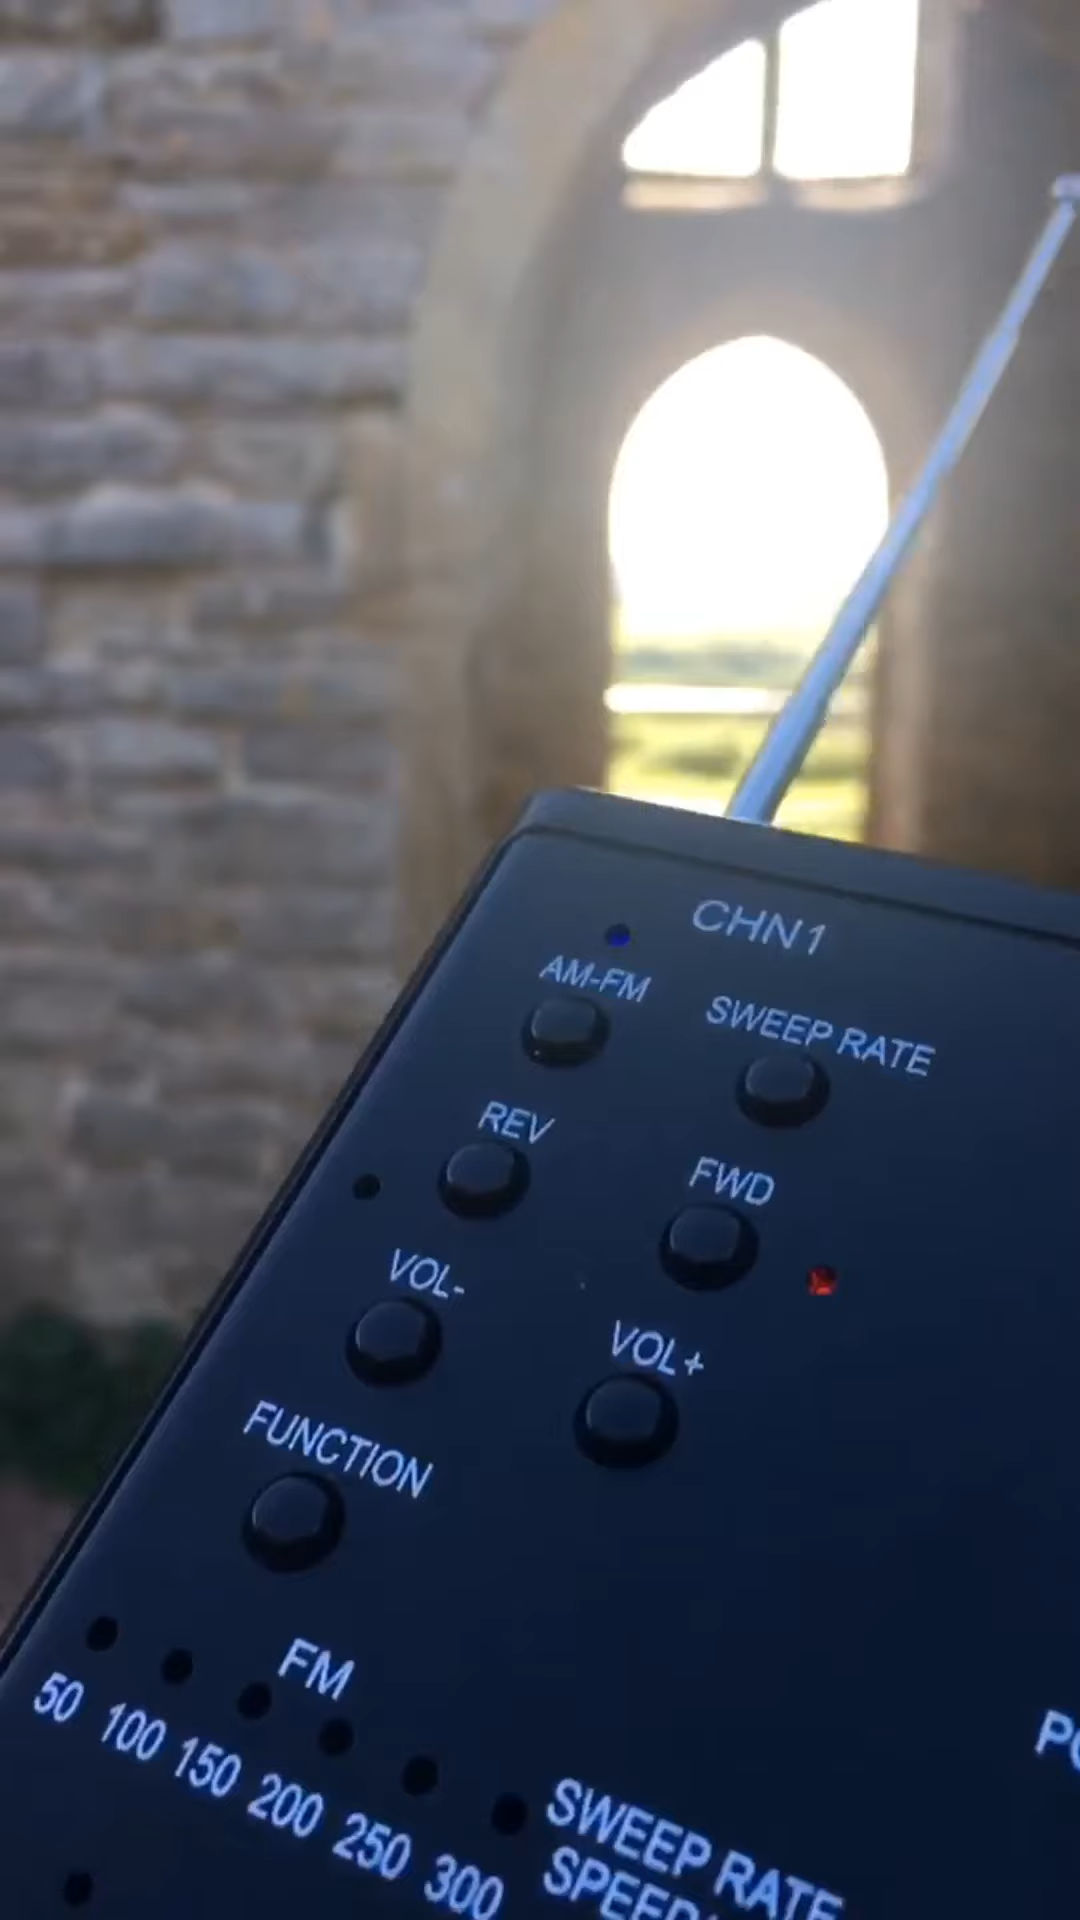 CHN1
AM-FM
SWEEP RATE
REV
FWD
VOL-
VOL+
FUNCTION
FM
50 100 150 200 250 300
SWEEP RATE
SPEED